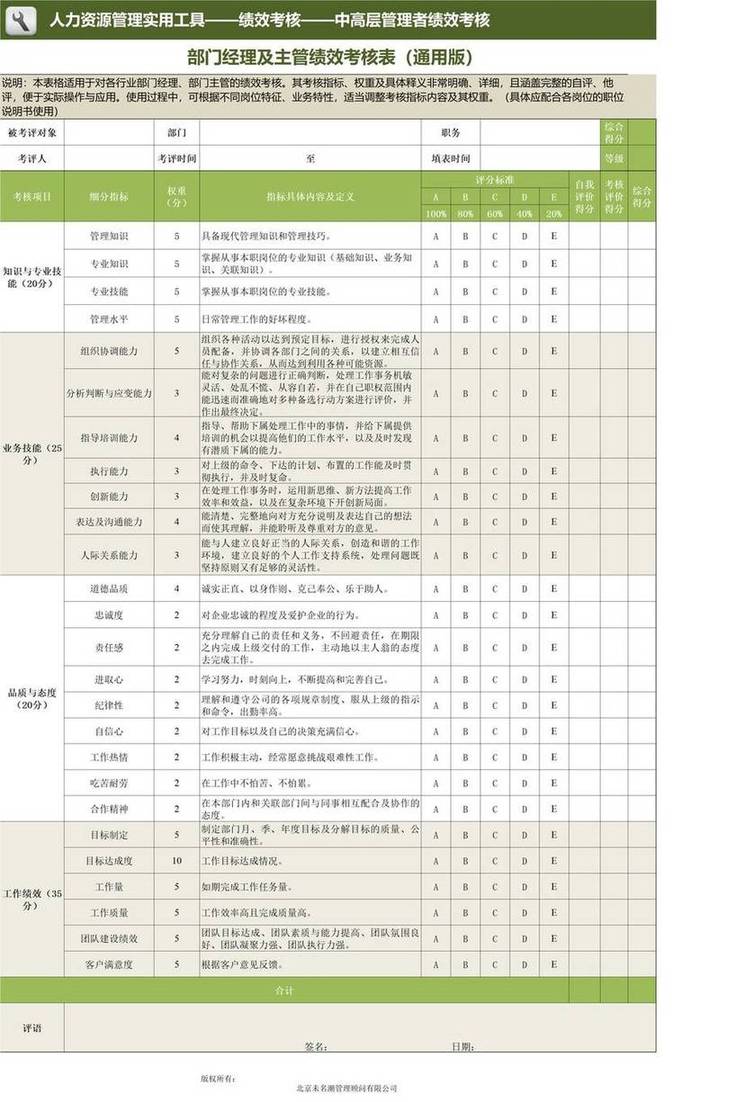 人力资源管理实用工具——绩效考核——中高层管理者绩效考核
部门经理及主管绩效考核表（通用版）
说明：本表格适用于对各行业部门经理、部门主管的绩效考核。其考核指标、权重及具体释义非常明确、详细，且涵盖完整的自评、他
评，便于实际操作与应用。使用过程中，可根据不同岗位特征、业务特性，适当调整考核指标内容及其权重。（具体应配合各岗位的职位
说明书使用）
被考评对象 部门 职务 综合得分
考评人 考评时间 至 填表时间 等级
考核项目 细分指标 权重（分） 指标具体内容及定义 评分标准 自我评价得分 考核评价得分 综合得分
A B C D E
100% 80% 60% 40% 20%
知识与专业技能（20分）
管理知识 5 具备现代管理知识和管理技巧。 A B C D E
专业知识 5 掌握从事本职岗位的专业知识（基础知识、业务知
识、关联知识）。 A B C D E
专业技能 5 掌握从事本职岗位的专业技能。 A B C D E
管理水平 5 日常管理工作的好坏程度。 A B C D E
业务技能（25分）
组织协调能力 5 组织各种活动以达到预定目标，进行授权来完成人
员配备，并协调各部门之间的关系，以建立相互信
任与协作关系，从而达到利用各种可能资源。 A B C D E
分析判断与应变能力 3 能对复杂的问题进行正确判断，处理工作事务机敏
灵活、处乱不慌、从容自若，并在自己职权范围内
能迅速而准确地对多种备选行动方案进行评价，并
作出最终决定。 A B C D E
指导培训能力 4 指导、帮助下属处理工作中的事情，并给下属提供
培训的机会以提高他们的工作水平，以及及时发现
有潜质下属的能力。 A B C D E
执行能力 3 对上级的命令、下达的计划、布置的工作能及时贯
彻执行，并及时复命。 A B C D E
创新能力 3 在处理工作事务时，运用新思维、新方法提高工作
效率和效益，以及在复杂环境下开创新局面。 A B C D E
表达及沟通能力 4 能清楚、完整地向对方充分说明及表达自己的想法
而使其理解，并能聆听及尊重对方的意见。 A B C D E
人际关系能力 3 能与人建立良好正当的人际关系，创造和谐的工作
环境，建立良好的个人工作支持系统，处理问题既
坚持原则又有足够的灵活性。 A B C D E
品质与态度（20分）
道德品质 4 诚实正直、以身作则、克己奉公、乐于助人。 A B C D E
忠诚度 2 对企业忠诚的程度及爱护企业的行为。 A B C D E
责任感 2 充分理解自己的责任和义务，不回避责任，在期限
之内完成上级交付的工作，主动地以主人翁的态度
去完成工作。 A B C D E
进取心 2 学习努力，时刻向上，不断提高和完善自己。 A B C D E
纪律性 2 理解和遵守公司的各项规章制度、服从上级的指示
和命令，出勤率高。 A B C D E
自信心 2 对工作目标以及自己的决策充满信心。 A B C D E
工作热情 2 工作积极主动，经常愿意挑战艰难性工作。 A B C D E
吃苦耐劳 2 在工作中不怕苦、不怕累。 A B C D E
合作精神 2 在本部门内和关联部门间与同事相互配合及协作的
态度。 A B C D E
工作绩效（35分）
目标制定 5 制定部门月、季、年度目标及分解目标的质量、公
平性和准确性。 A B C D E
目标达成度 10 工作目标达成情况。 A B C D E
工作量 5 如期完成工作任务量。 A B C D E
工作质量 5 工作效率高且完成质量高。 A B C D E
团队建设绩效 5 团队目标达成、团队素质与能力提高、团队氛围良
好、团队凝聚力强、团队执行力强。 A B C D E
客户满意度 5 根据客户意见反馈。 A B C D E
合计
评语
签名： 日期：
版权所有：
北京未名潮管理顾问有限公司